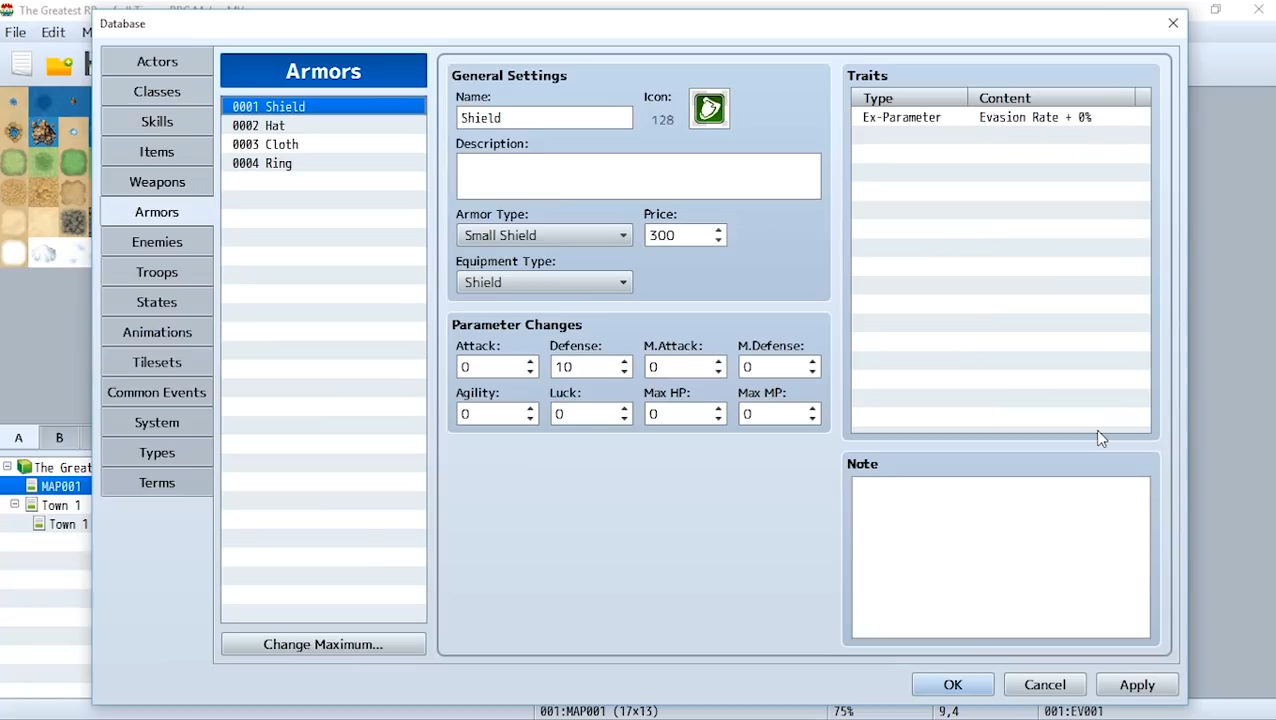 Database
File Edit M
Actors
Classes
Skills
Items
Weapons
Armors
Enemies
Troops
States
Animations
Tilesets
Common Events
System
Types
Terms
Armors
0001 Shield
0002 Hat
0003 Cloth
0004 Ring
Change Maximum...
General Settings
Name:
Shield
Icon:
128
Description:
Armor Type:
Small Shield
Price:
300
Equipment Type:
Shield
Parameter Changes
Attack: Defense: M.Attack: M.Defense:
0 10 0 0
Agility: Luck: Max HP: Max MP:
0 0 0 0
Traits
Type Content
Ex-Parameter Evasion Rate + 0%
Note
OK Cancel Apply
A B
The Great
MAP001
Town 1
Town 1
001:MAP001 (17x13) 75% 9,4 001:EV001